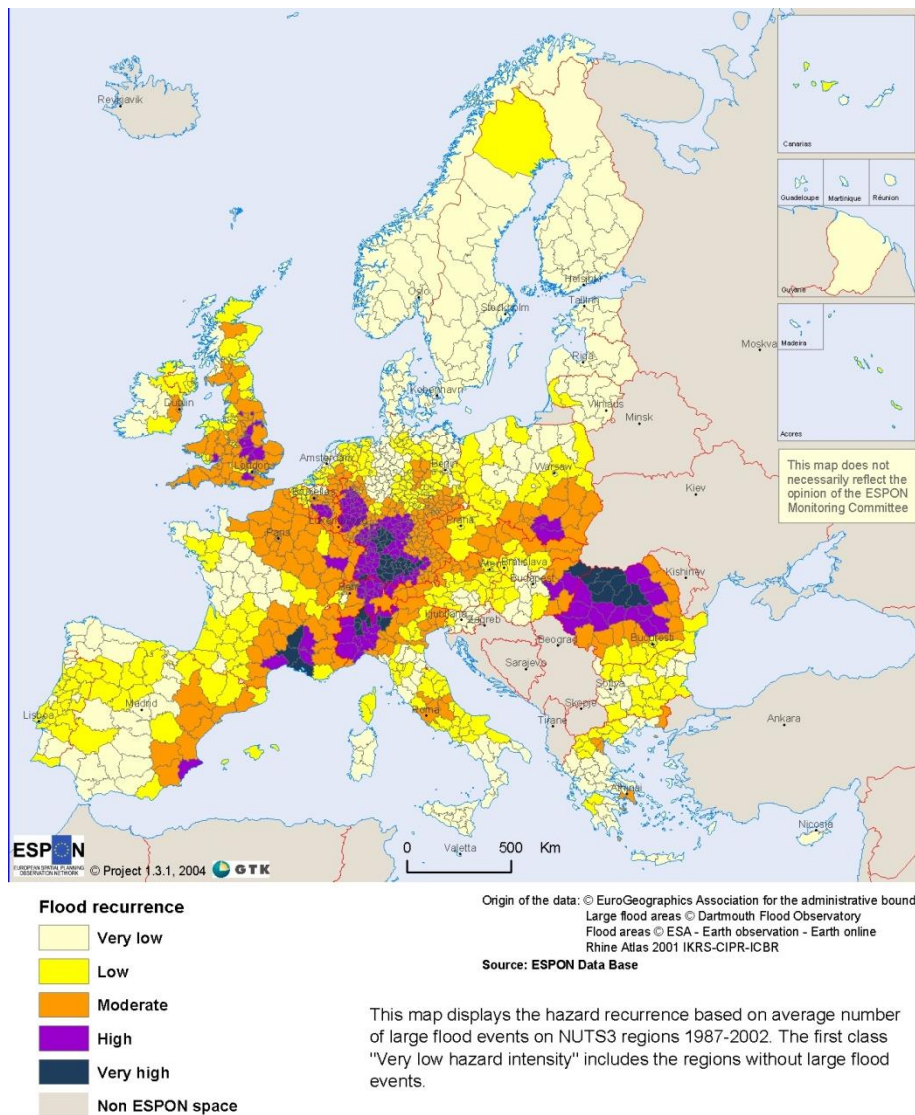 Reykjavik
Canarias
Guadeloupe
Martinique
Réunion
Helsinki
Oslo
Tallinn
Guyane
Stockholm
Madeira
Moskva
Riga
København
Vilnius
Dublin
Minsk
Acores
Amsterdam
Berlin
London
Warsaw
This map does not
necessarily reflect the
opinion of the ESPON
Monitoring Committee
Kiev
Praha
Paris
Bratislava
Kishinev
Budapest
Ljubljana
Zagreb
Beograd
Bucuresti
Sarajevo
Madrid
Sofiya
Roma
Skopje
Lisboa
Tirane
Ankara
Athinai
Nicosia
ESPON
EUROPEAN SPATIAL PLANNING
OBSERVATION NETWORK
© Project 1.3.1, 2004
GTK
Valetta
0 500 Km
Flood recurrence
Very low
Low
Moderate
High
Very high
Non ESPON space
Origin of the data: © EuroGeographics Association for the administrative bound
Large flood areas © Dartmouth Flood Observatory
Flood areas © ESA - Earth observation - Earth online
Rhine Atlas 2001 IKRS-CIPR-ICBR
Source: ESPON Data Base
This map displays the hazard recurrence based on average number
of large flood events on NUTS3 regions 1987-2002. The first class
"Very low hazard intensity" includes the regions without large flood
events.